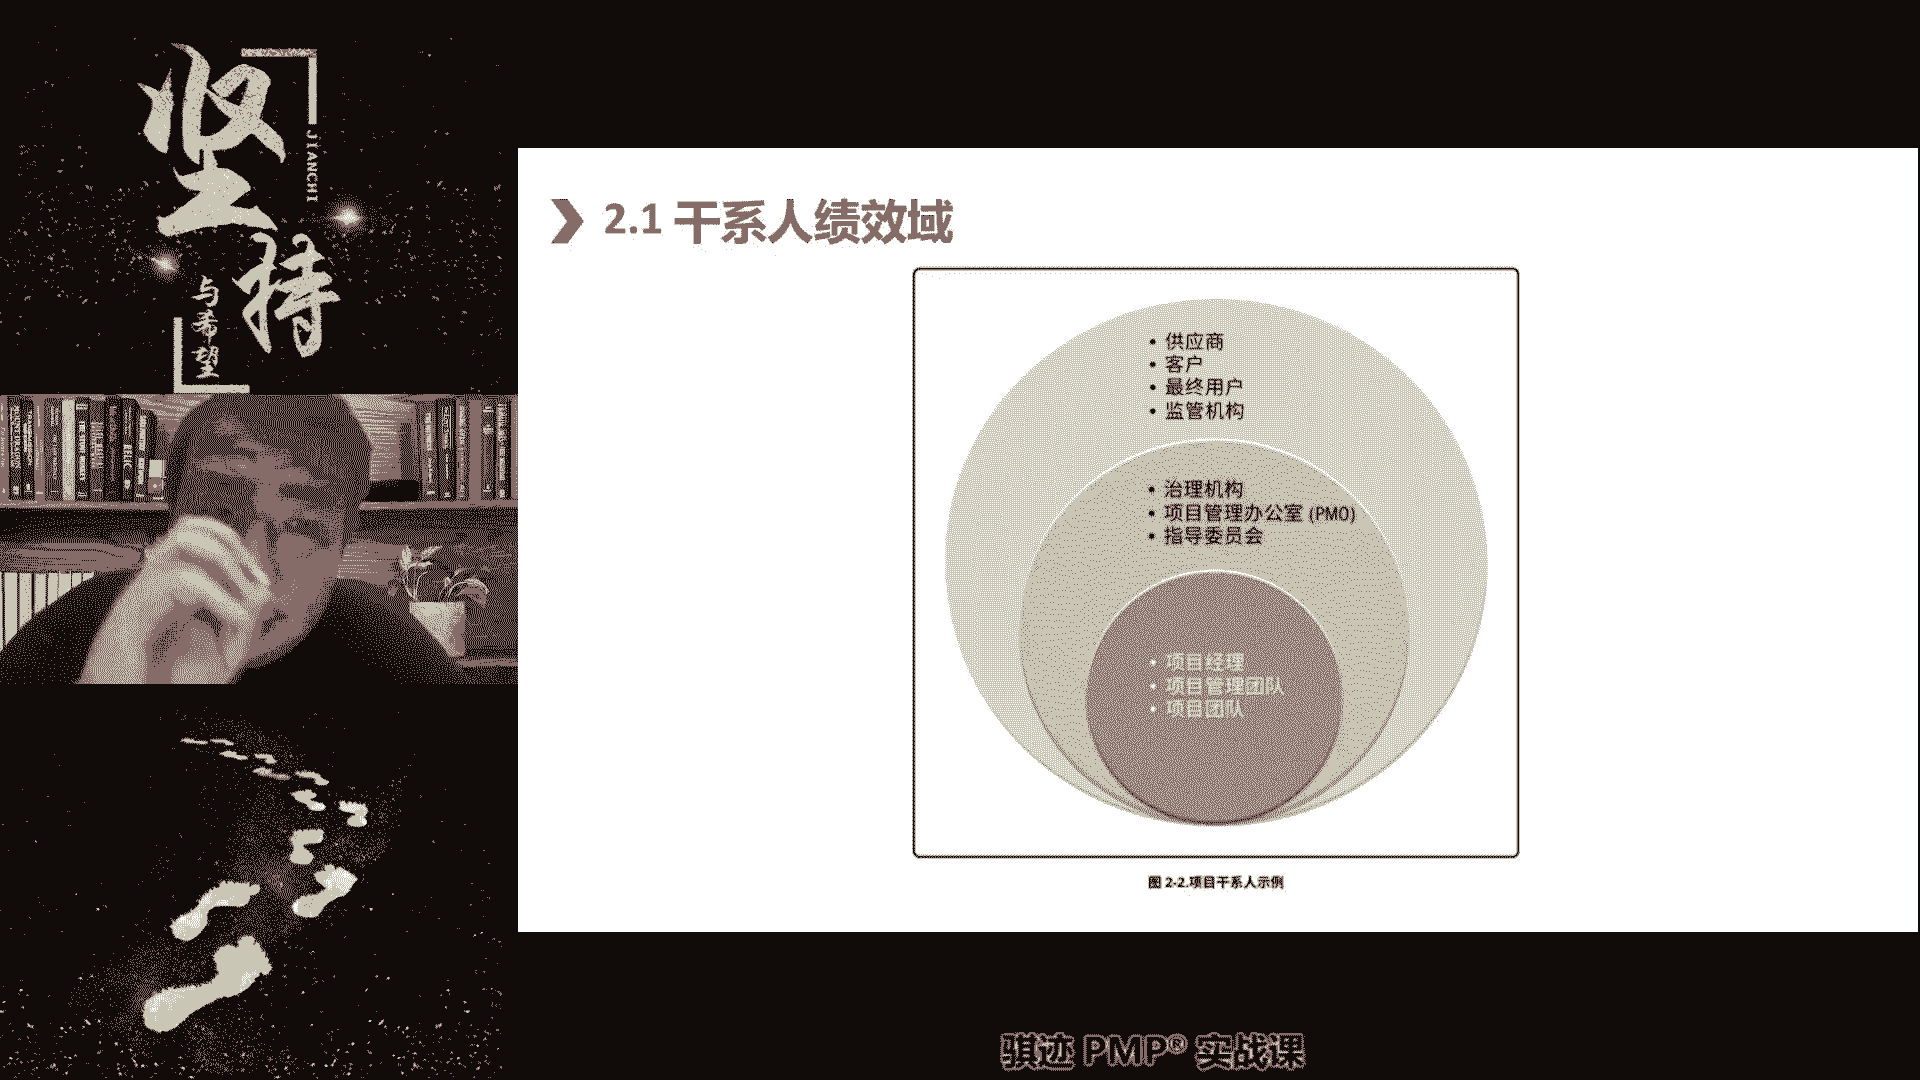 坚持
JIANCHI
与希望
2.1 干系人绩效域
• 供应商
• 客户
• 最终用户
• 监管机构
• 治理机构
• 项目管理办公室 (PMO)
• 指导委员会
• 项目经理
• 项目管理团队
• 项目团队
图 2-2.项目干系人示例
骐迹 PMP® 实战课